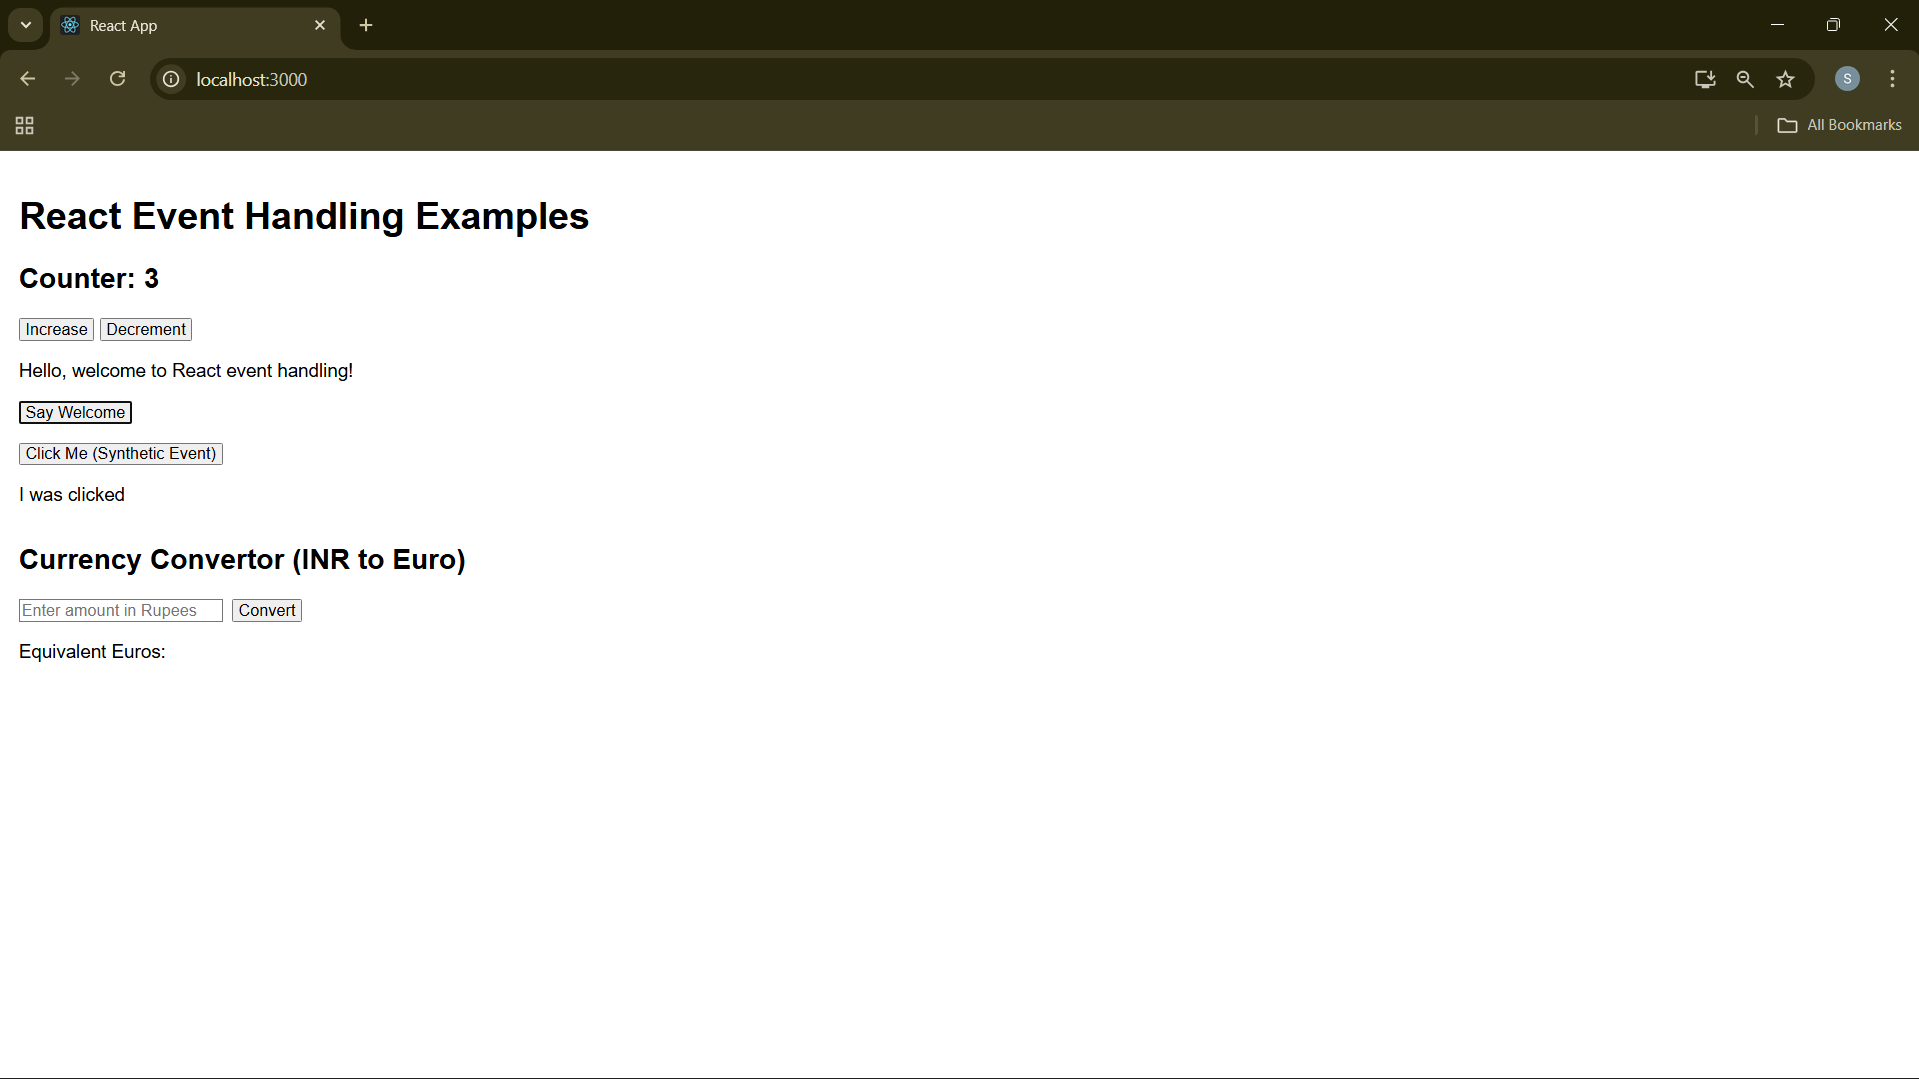 React App
localhost:3000
S
All Bookmarks
React Event Handling Examples
Counter: 3
Increase Decrement
Hello, welcome to React event handling!
Say Welcome
Click Me (Synthetic Event)
I was clicked
Currency Convertor (INR to Euro)
Enter amount in Rupees Convert
Equivalent Euros: